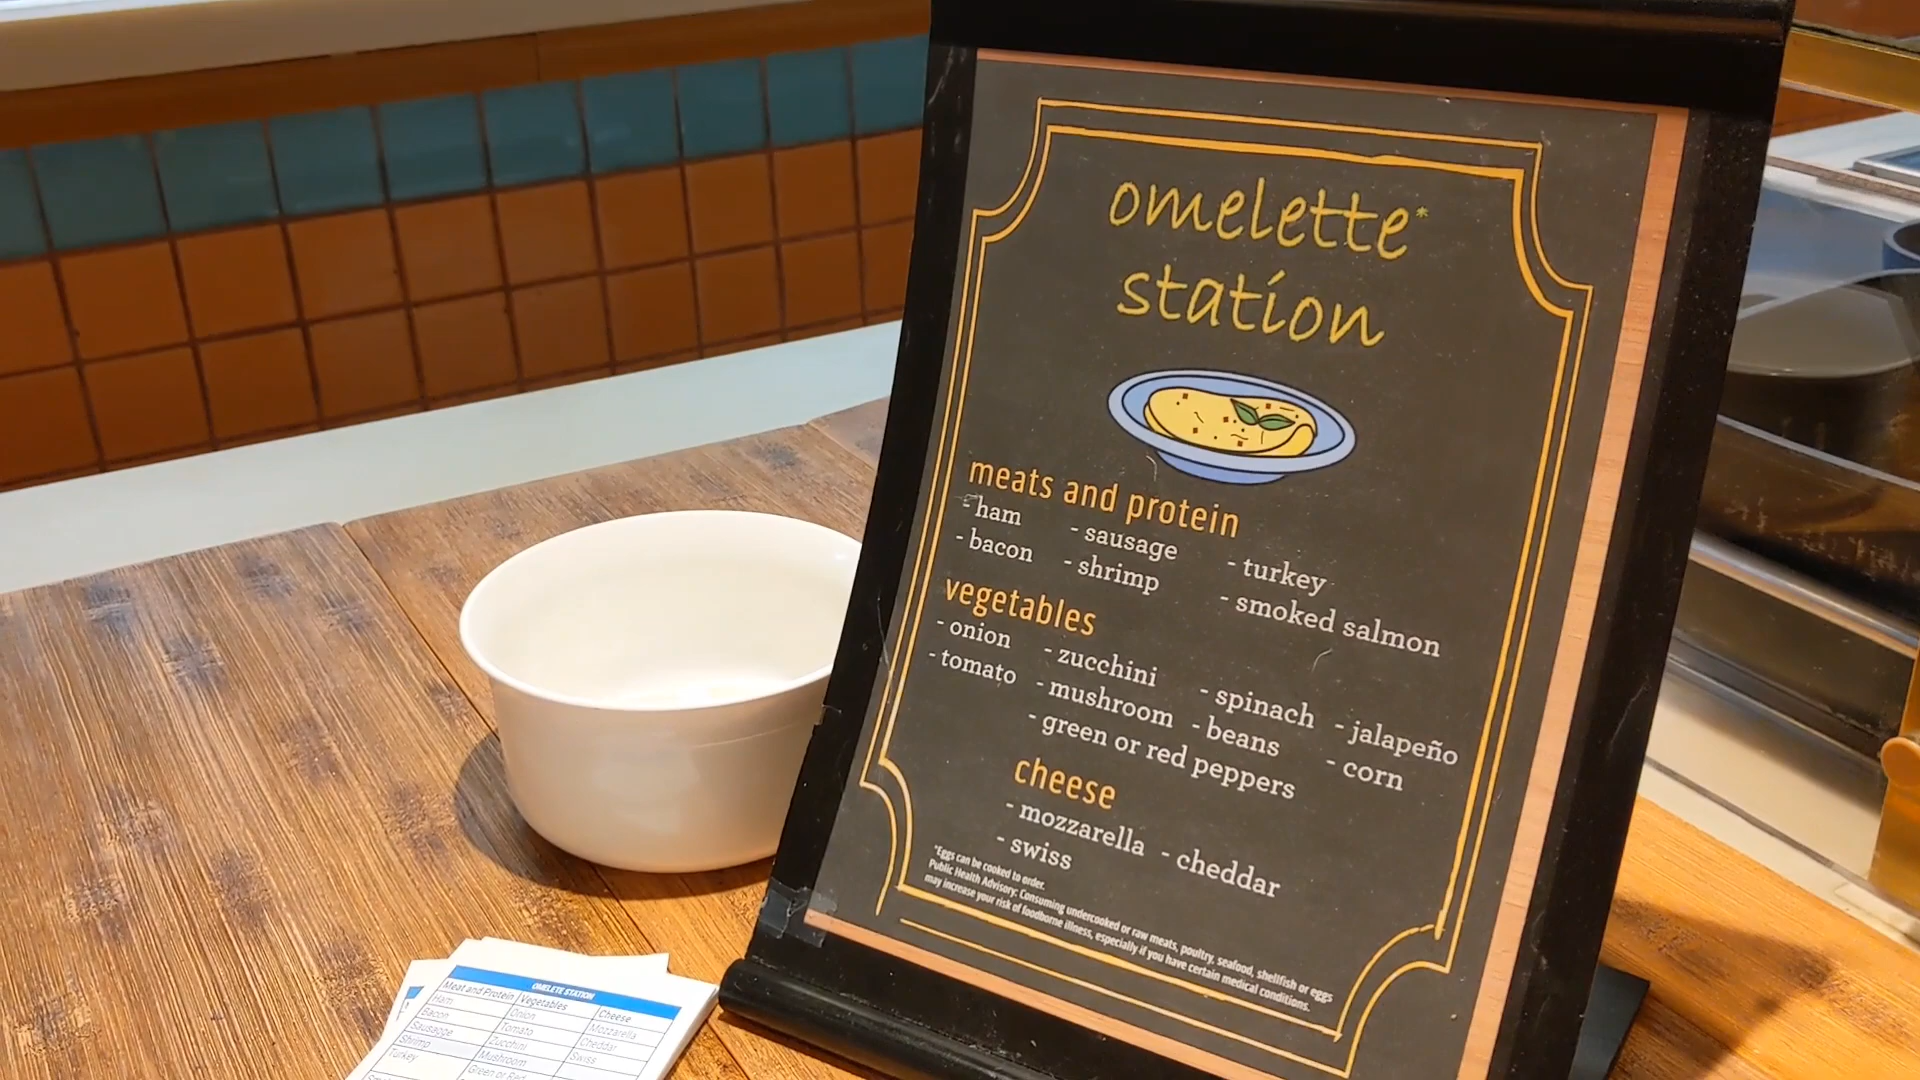 omelette*
station
meats and protein
- ham - sausage - turkey
- bacon - shrimp - smoked salmon
vegetables
- onion - zucchini - spinach - jalapeño
- tomato - mushroom - beans - corn
- green or red peppers
cheese
- mozzarella - cheddar
- swiss
*Eggs can be cooked to order.
Public Health Advisory: Consuming undercooked or raw meats, poultry, seafood, shellfish or eggs
may increase your risk of foodborne illness, especially if you have certain medical conditions.
OMELETE STATION
Meat and Protein Vegetables Cheese
Ham Onion Mozzarella
Bacon Tomato Cheddar
Sausagge Zucchini Swiss
Shrimp Mushroom
Turkey Green or Red